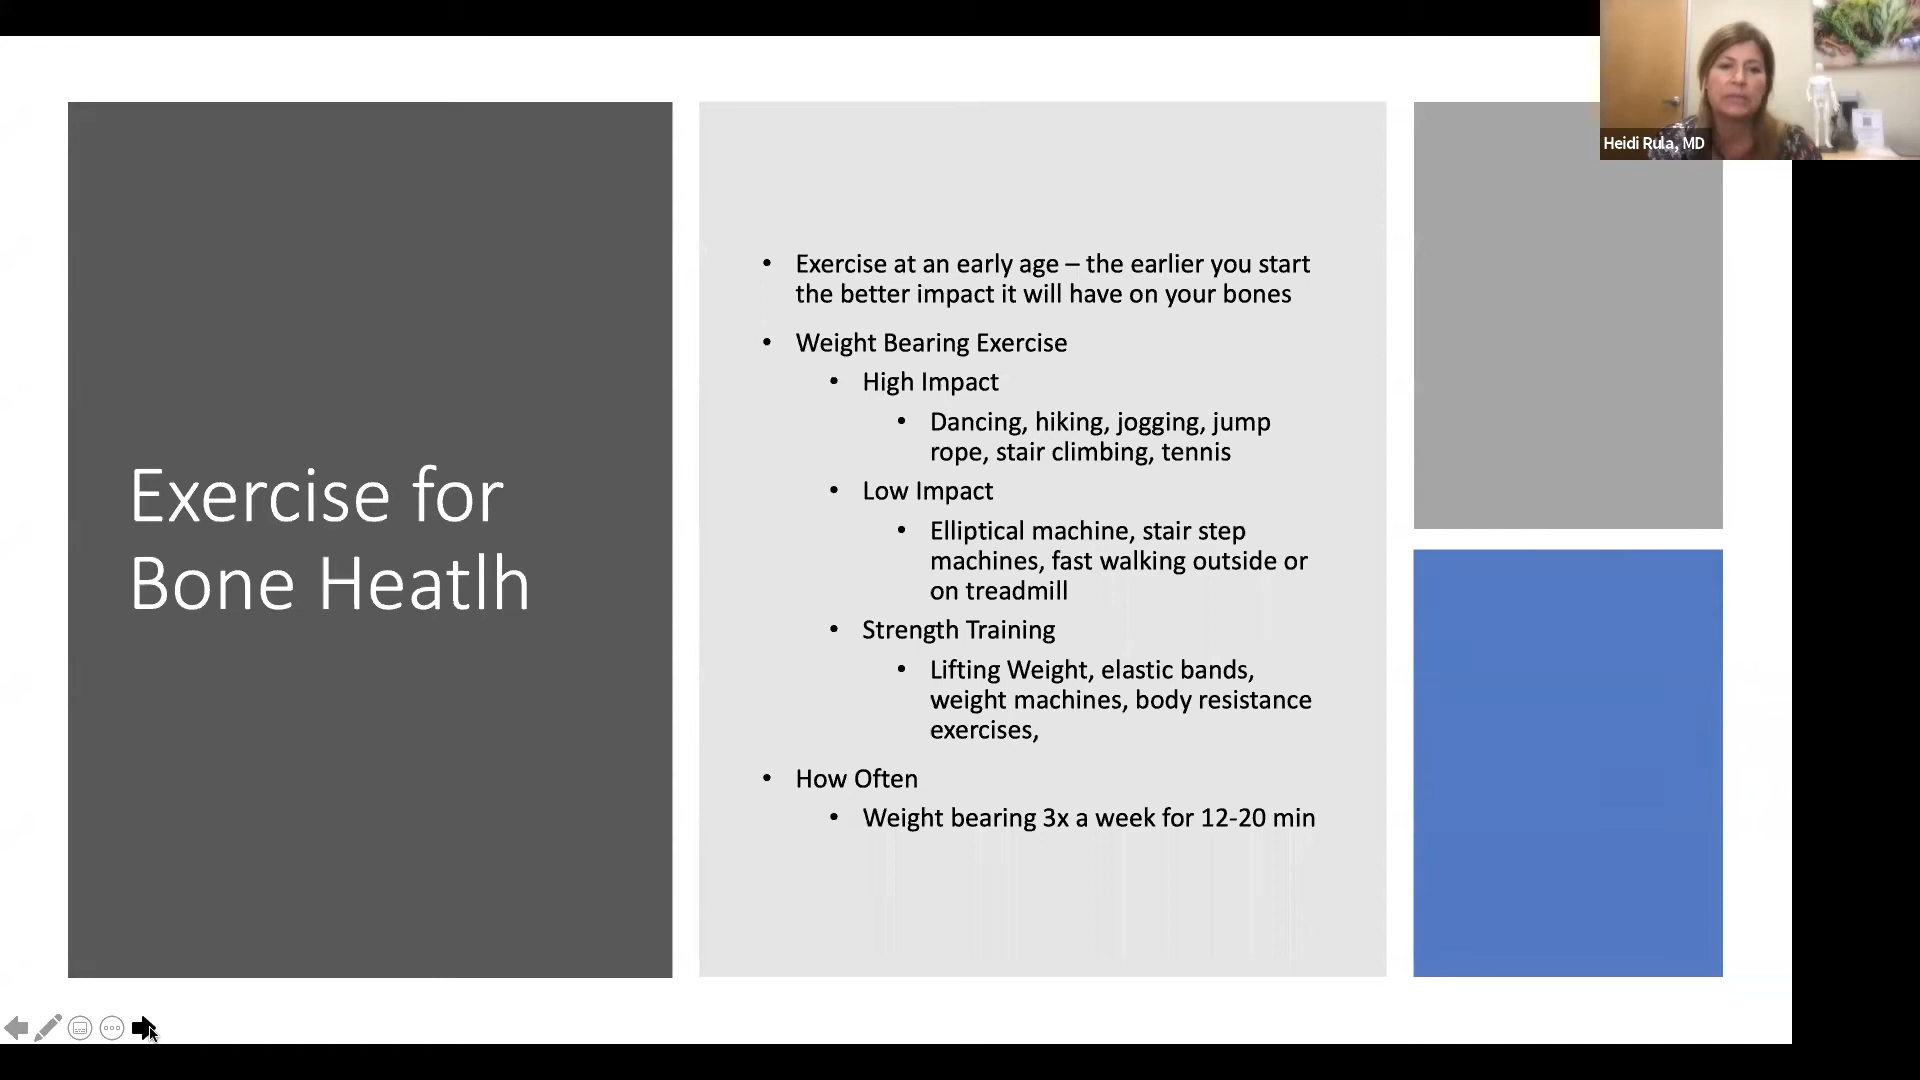 Heidi Rula, MD
Exercise for
Bone Heatlh
• Exercise at an early age – the earlier you start
the better impact it will have on your bones
• Weight Bearing Exercise
• High Impact
• Dancing, hiking, jogging, jump
rope, stair climbing, tennis
• Low Impact
• Elliptical machine, stair step
machines, fast walking outside or
on treadmill
• Strength Training
• Lifting Weight, elastic bands,
weight machines, body resistance
exercises,
• How Often
• Weight bearing 3x a week for 12-20 min